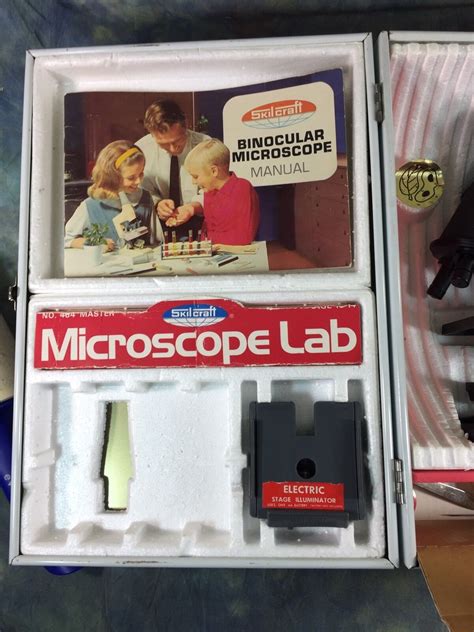 Skilcraft
BINOCULAR
MICROSCOPE
MANUAL
NO. 464 MASTER
Skilcraft
Microscope Lab
ELECTRIC
STAGE ILLUMINATOR